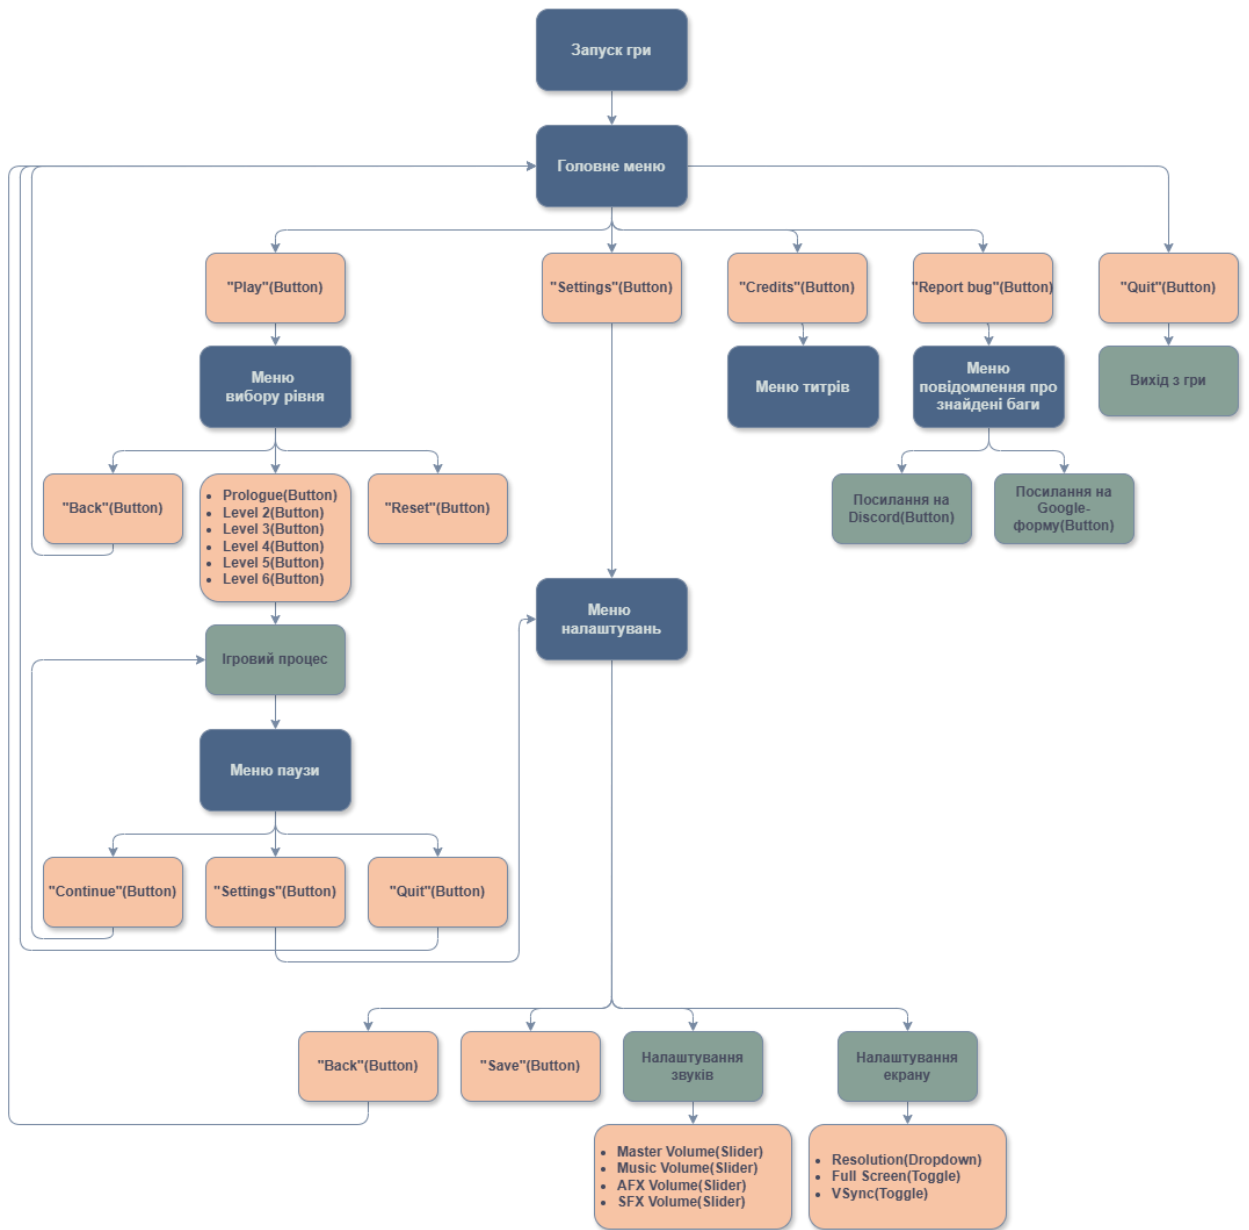 Запуск гри
Головне меню
"Play"(Button)
"Settings"(Button)
"Credits"(Button)
"Report bug"(Button)
"Quit"(Button)
Меню
вибору рівня
Меню титрів
Меню
повідомлення про
знайдені баги
Вихід з гри
"Back"(Button)
Prologue(Button)
Level 2(Button)
Level 3(Button)
Level 4(Button)
Level 5(Button)
Level 6(Button)
"Reset"(Button)
Посилання на
Discord(Button)
Посилання на
Google-
форму(Button)
Меню
налаштувань
Ігровий процес
Меню паузи
"Continue"(Button)
"Settings"(Button)
"Quit"(Button)
"Back"(Button)
"Save"(Button)
Налаштування
звуків
Налаштування
екрану
Master Volume(Slider)
Music Volume(Slider)
AFX Volume(Slider)
SFX Volume(Slider)
Resolution(Dropdown)
Full Screen(Toggle)
VSync(Toggle)